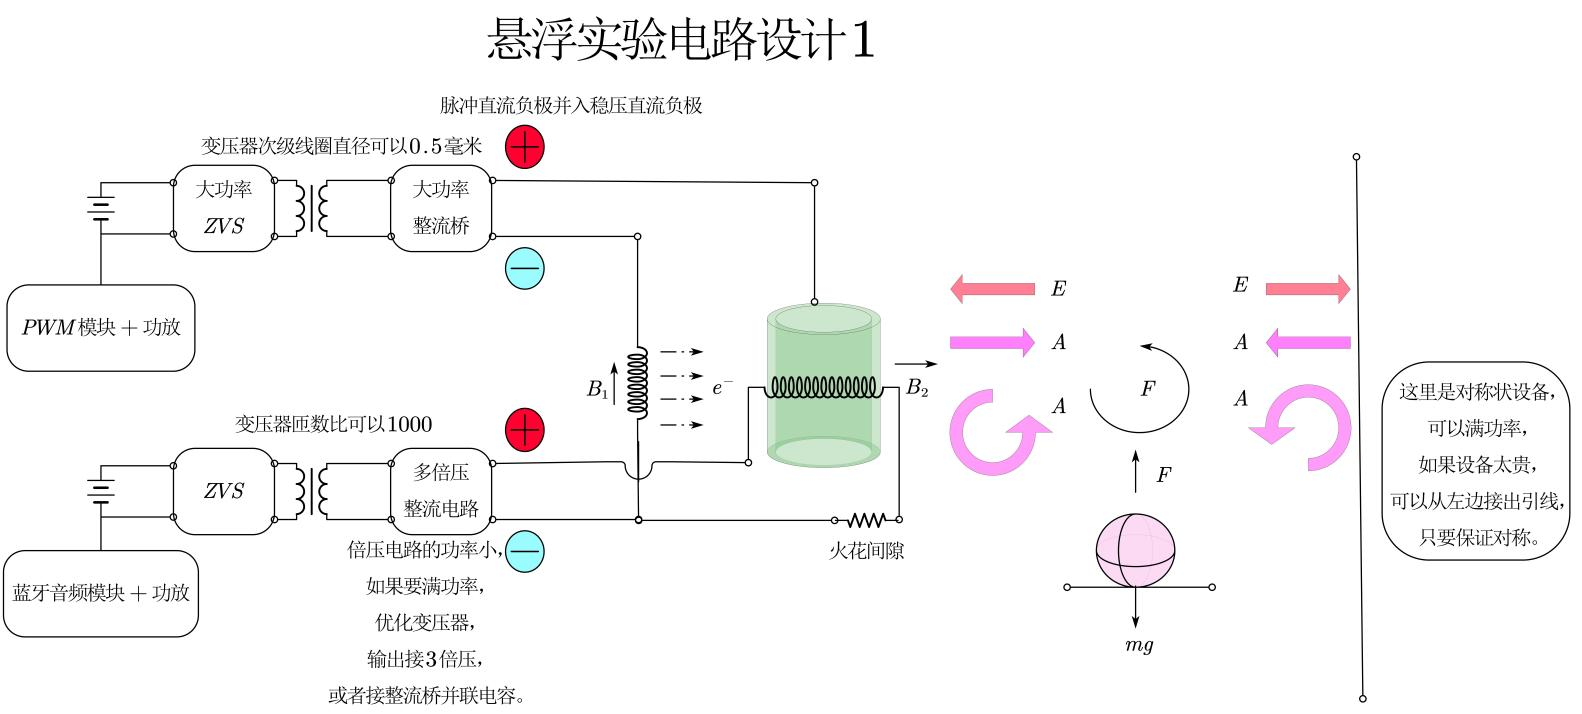 悬浮实验电路设计1
脉冲直流负极并入稳压直流负极
变压器次级线圈直径可以0.5毫米
大功率
ZVS
大功率
整流桥
PWM模块+功放
B₁
e⁻
B₂
E
A
A
F
F
mg
E
A
A
这里是对称状设备，
可以满功率，
如果设备太贵，
可以从左边接出引线，
只要保证对称。
变压器匝数比可以1000
ZVS
多倍压
整流电路
蓝牙音频模块+功放
火花间隙
倍压电路的功率小，
如果要满功率，
优化变压器，
输出接3倍压，
或者接整流桥并联电容。